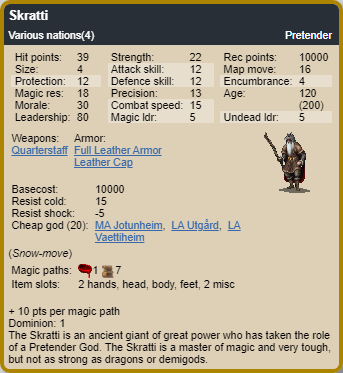 Skratti
Various nations(4) Pretender
Hit points: 39 Strength: 22 Rec points: 10000
Size: 4 Attack skill: 12 Map move: 16
Protection: 12 Defence skill: 12 Encumbrance: 4
Magic res: 18 Precision: 13 Age: 120
Morale: 30 Combat speed: 15 (200)
Leadership: 80 Magic ldr: 5 Undead ldr: 5
Weapons: Armor:
Quarterstaff Full Leather Armor
Leather Cap
Basecost: 10000
Resist cold: 15
Resist shock: -5
Cheap god (20): MA Jotunheim, LA Utgård, LA
Vaettiheim
(Snow-move)
Magic paths: 1 7
Item slots: 2 hands, head, body, feet, 2 misc
+ 10 pts per magic path
Dominion: 1
The Skratti is an ancient giant of great power who has taken the role
of a Pretender God. The Skratti is a master of magic and very tough,
but not as strong as dragons or demigods.